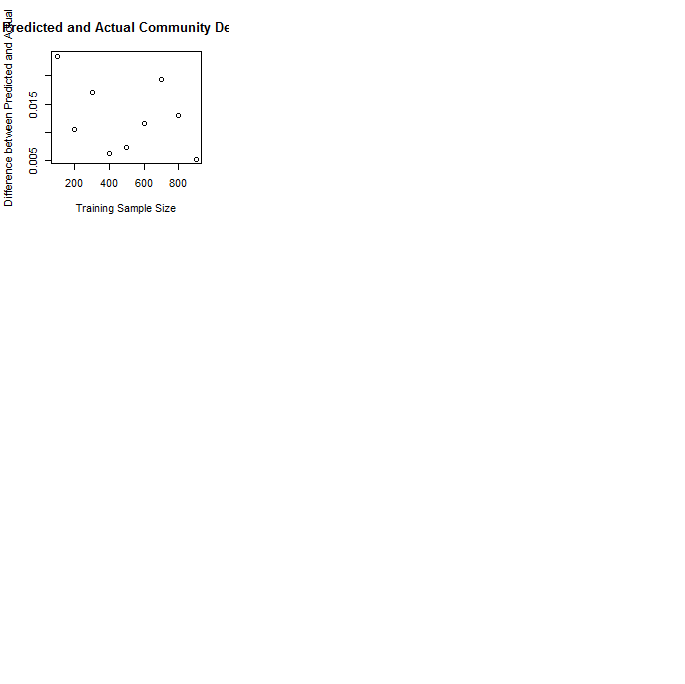 Predicted and Actual Community De
Difference between Predicted and Actual
0.015
0.005
200 400 600 800
Training Sample Size